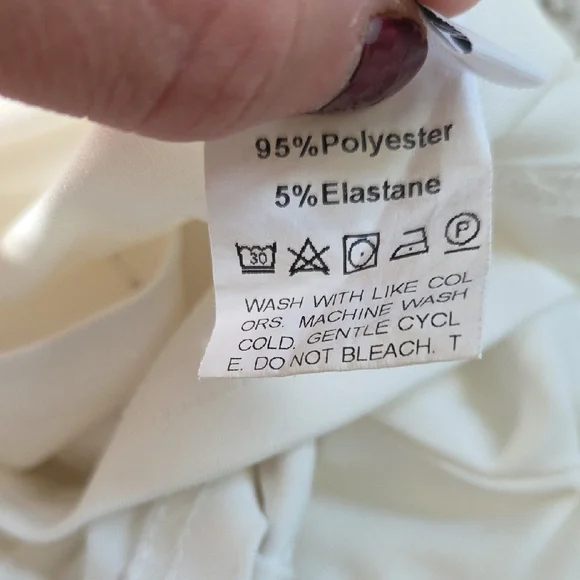 95%Polyester
5%Elastane
30 P
WASH WITH LIKE COL
ORS. MACHINE WASH
COLD. GENTLE CYCL
E. DO NOT BLEACH. T